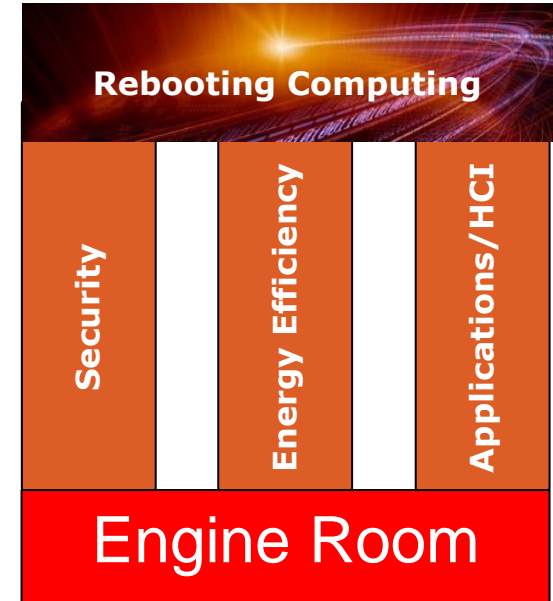 Rebooting Computing
Security
Energy Efficiency
Applications/HCI
Engine Room